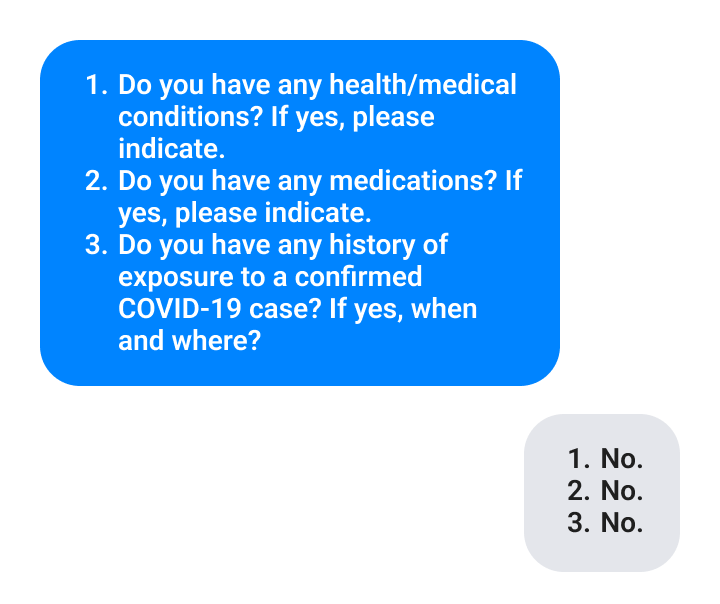 1. Do you have any health/medical
conditions? If yes, please
indicate.
2. Do you have any medications? If
yes, please indicate.
3. Do you have any history of
exposure to a confirmed
COVID-19 case? If yes, when
and where?
1. No.
2. No.
3. No.